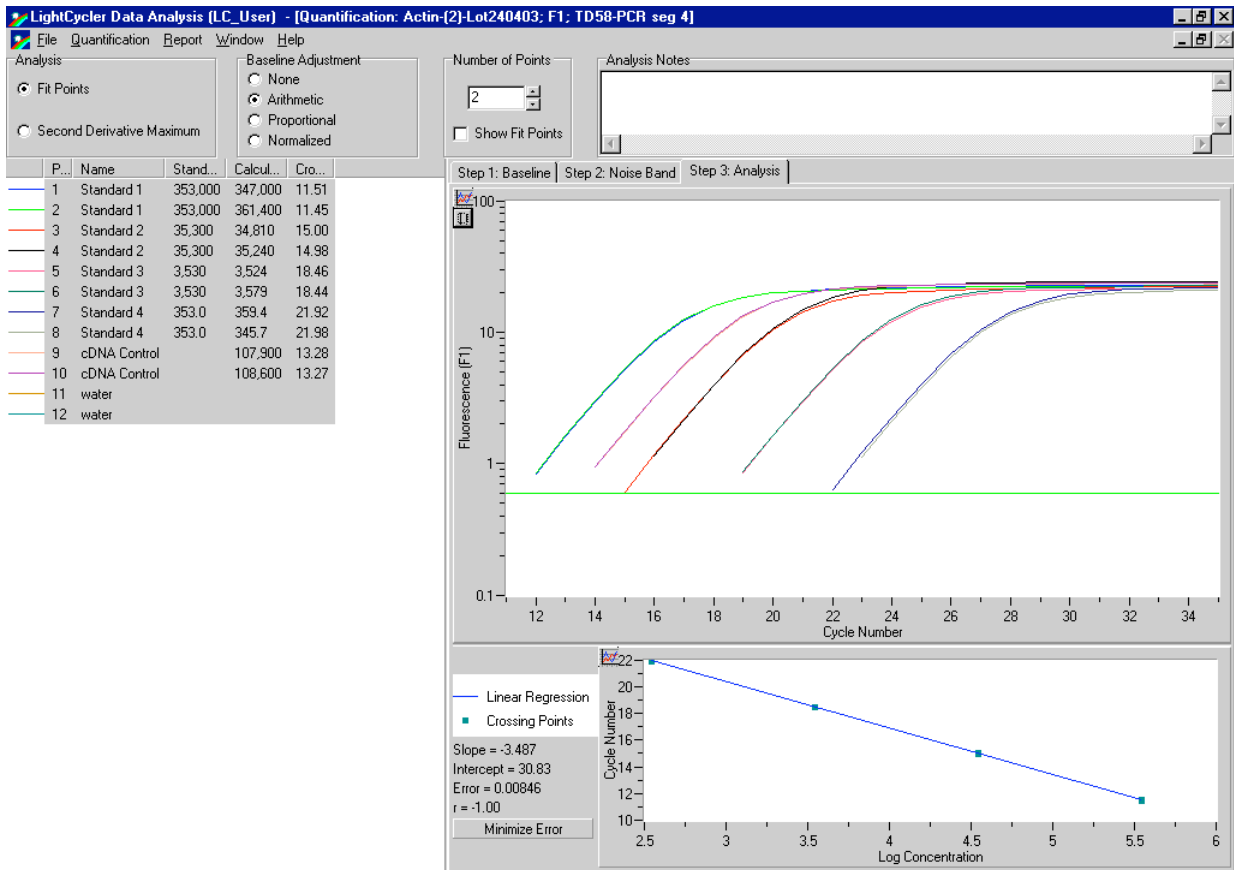 LightCycler Data Analysis (LC_User) - [Quantification: Actin-(2)-Lot240403; F1; TD58-PCR seg 4]
File Quantification Report Window Help
Analysis
Fit Points
Second Derivative Maximum
Baseline Adjustment
None
Arithmetic
Proportional
Normalized
Number of Points
2
Show Fit Points
Analysis Notes
P... Name Stand... Calcul... Cro...
1 Standard 1 353,000 347,000 11.51
2 Standard 1 353,000 361,400 11.45
3 Standard 2 35,300 34,810 15.00
4 Standard 2 35,300 35,240 14.98
5 Standard 3 3,530 3,524 18.46
6 Standard 3 3,530 3,579 18.44
7 Standard 4 353.0 359.4 21.92
8 Standard 4 353.0 345.7 21.98
9 cDNA Control 107,900 13.28
10 cDNA Control 108,600 13.27
11 water
12 water
Step 1: Baseline Step 2: Noise Band Step 3: Analysis
100
10
1
0.1
Fluorescence (F1)
12 14 16 18 20 22 24 26 28 30 32 34
Cycle Number
Linear Regression
Crossing Points
Slope = -3.487
Intercept = 30.83
Error = 0.00846
r = -1.00
Minimize Error
22
20
18
16
14
12
10
Cycle Number
2.5 3 3.5 4 4.5 5 5.5 6
Log Concentration